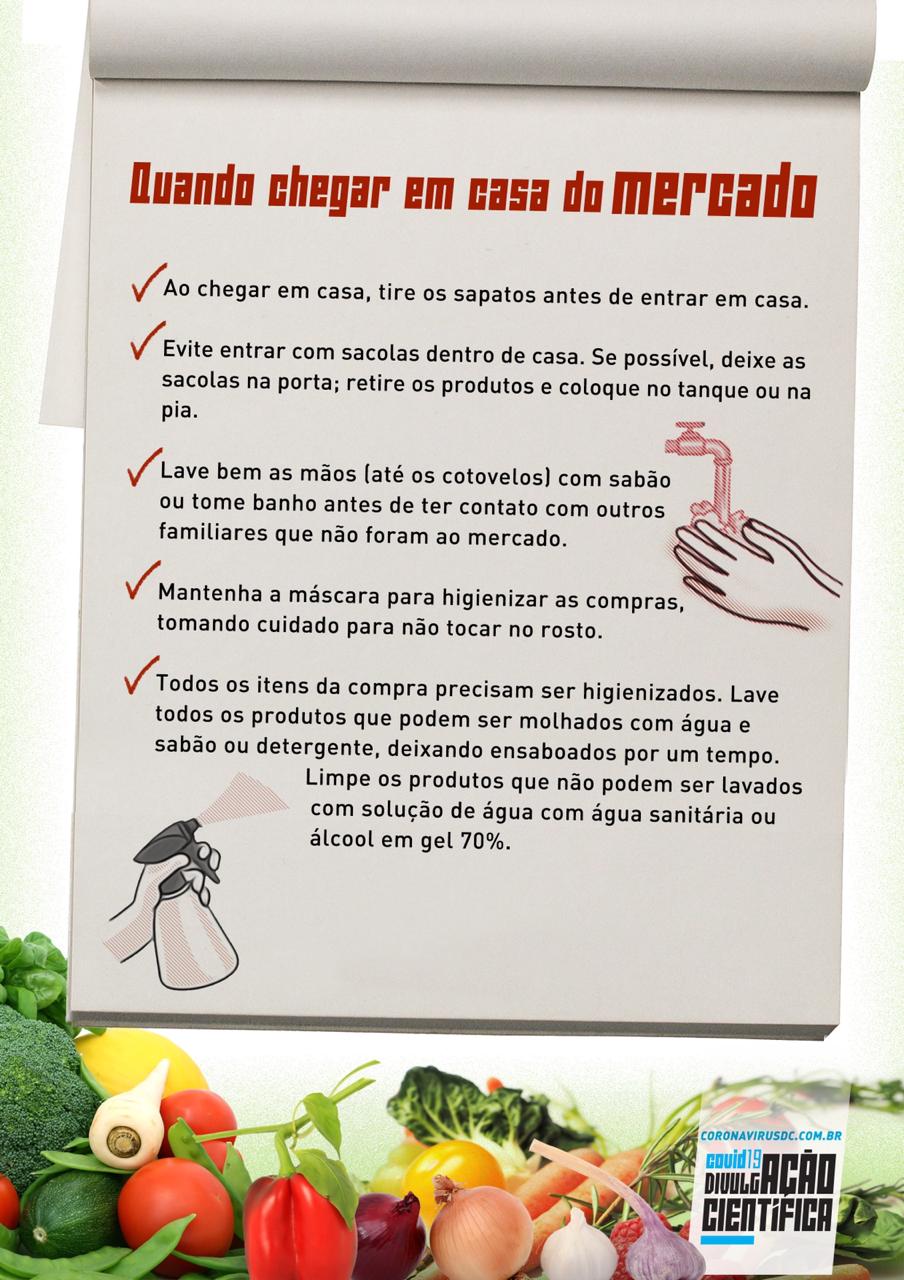 Quando chegar em casa do mercado
Ao chegar em casa, tire os sapatos antes de entrar em casa.
Evite entrar com sacolas dentro de casa. Se possível, deixe as
sacolas na porta; retire os produtos e coloque no tanque ou na
pia.
Lave bem as mãos (até os cotovelos) com sabão
ou tome banho antes de ter contato com outros
familiares que não foram ao mercado.
Mantenha a máscara para higienizar as compras,
tomando cuidado para não tocar no rosto.
Todos os itens da compra precisam ser higienizados. Lave
todos os produtos que podem ser molhados com água e
sabão ou detergente, deixando ensaboados por um tempo.
Limpe os produtos que não podem ser lavados
com solução de água com água sanitária ou
álcool em gel 70%.
CORONAVIRUSDC.COM.BR
covid19
DIVULGAÇÃO
CIENTÍFICA